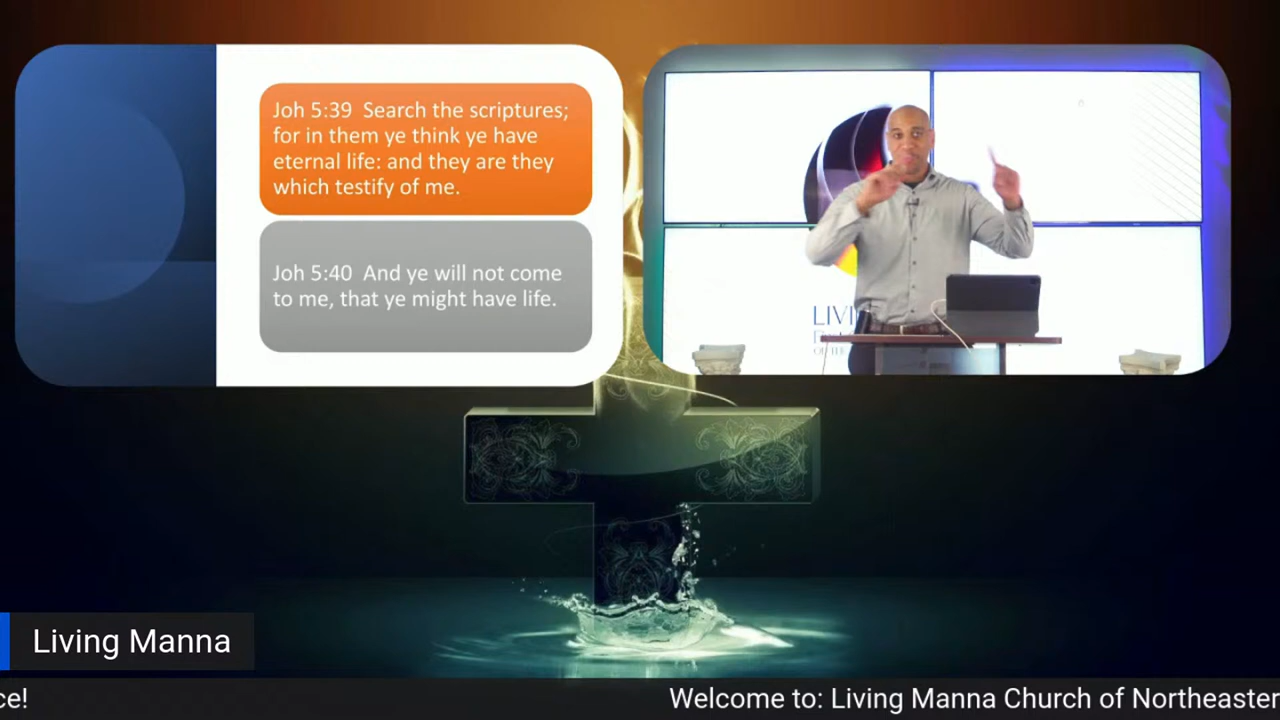 Joh 5:39 Search the scriptures;
for in them ye think ye have
eternal life: and they are they
which testify of me.
Joh 5:40 And ye will not come
to me, that ye might have life.
LIVI
Living Manna
ce!
Welcome to: Living Manna Church of Northeaster